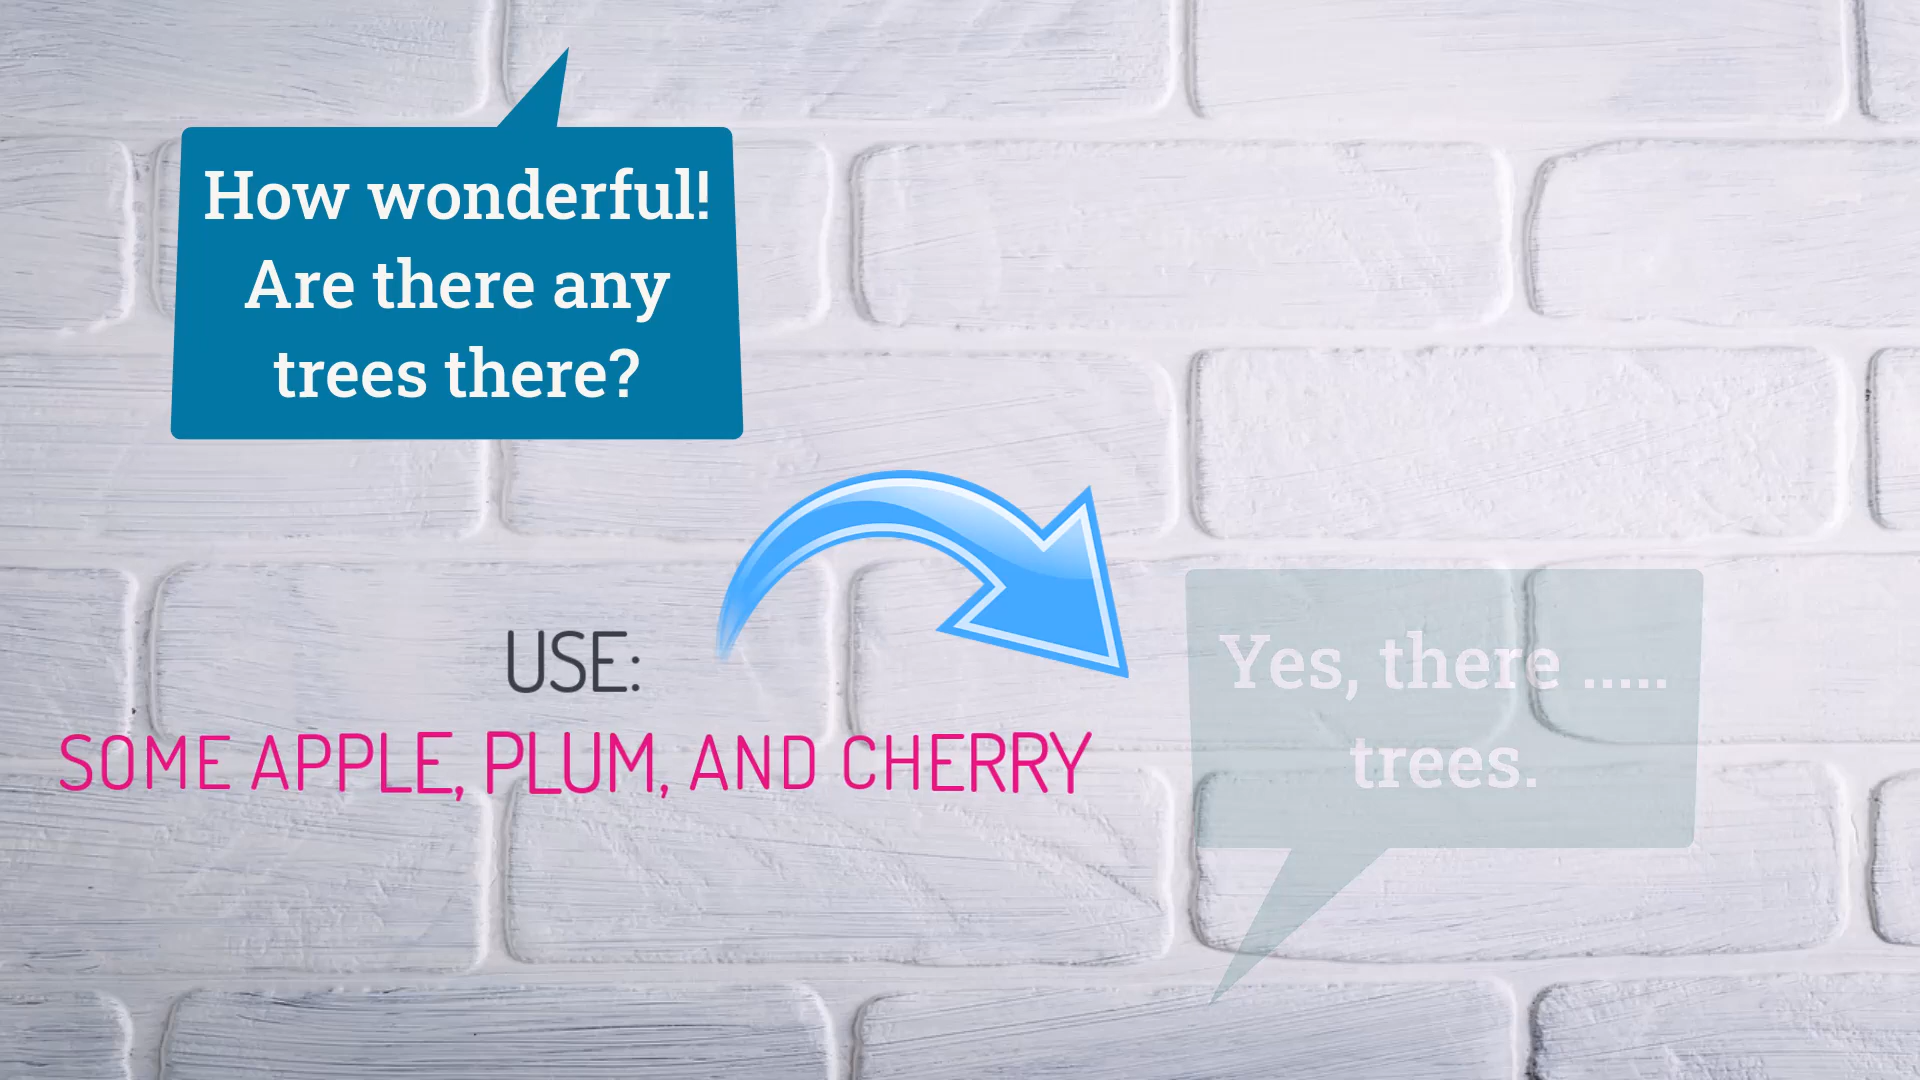 How wonderful!
Are there any
trees there?
USE:
SOME APPLE, PLUM, AND CHERRY
Yes, there .....
trees.